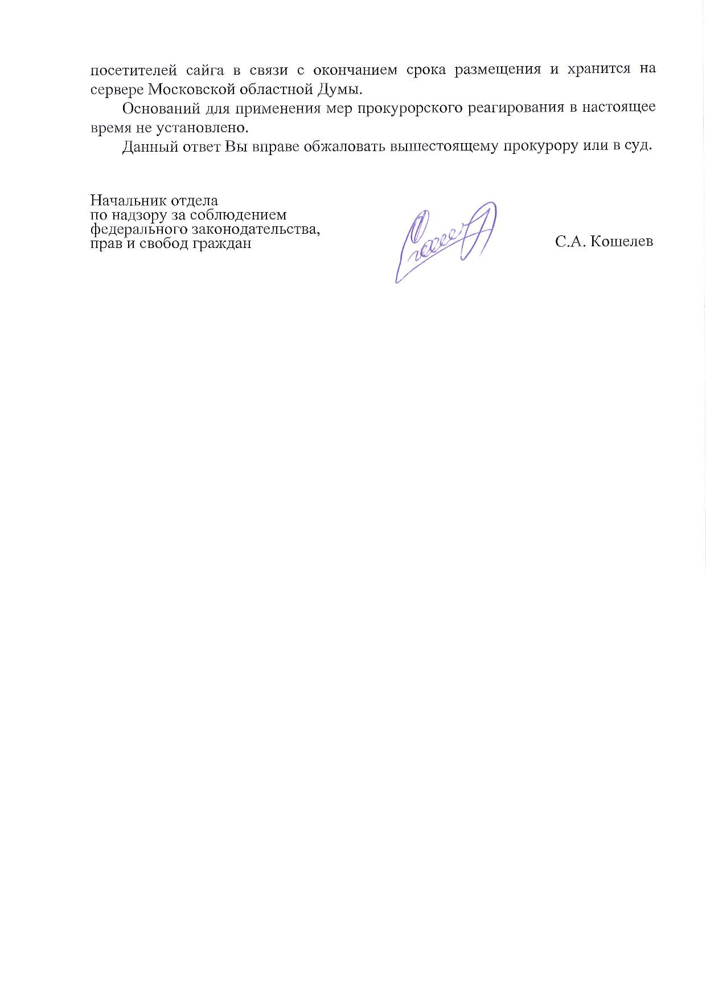 посетителей сайга в связи с окончанием срока размещения и хранится на
сервере Московской областной Думы.
Оснований для применения мер прокурорского реагирования в настоящее
время не установлено.
Данный ответ Вы вправе обжаловать вышестоящему прокурору или в суд.
Начальник отдела
по надзору за соблюдением
федерального законодательства,
прав и свобод граждан
С.А. Кошелев